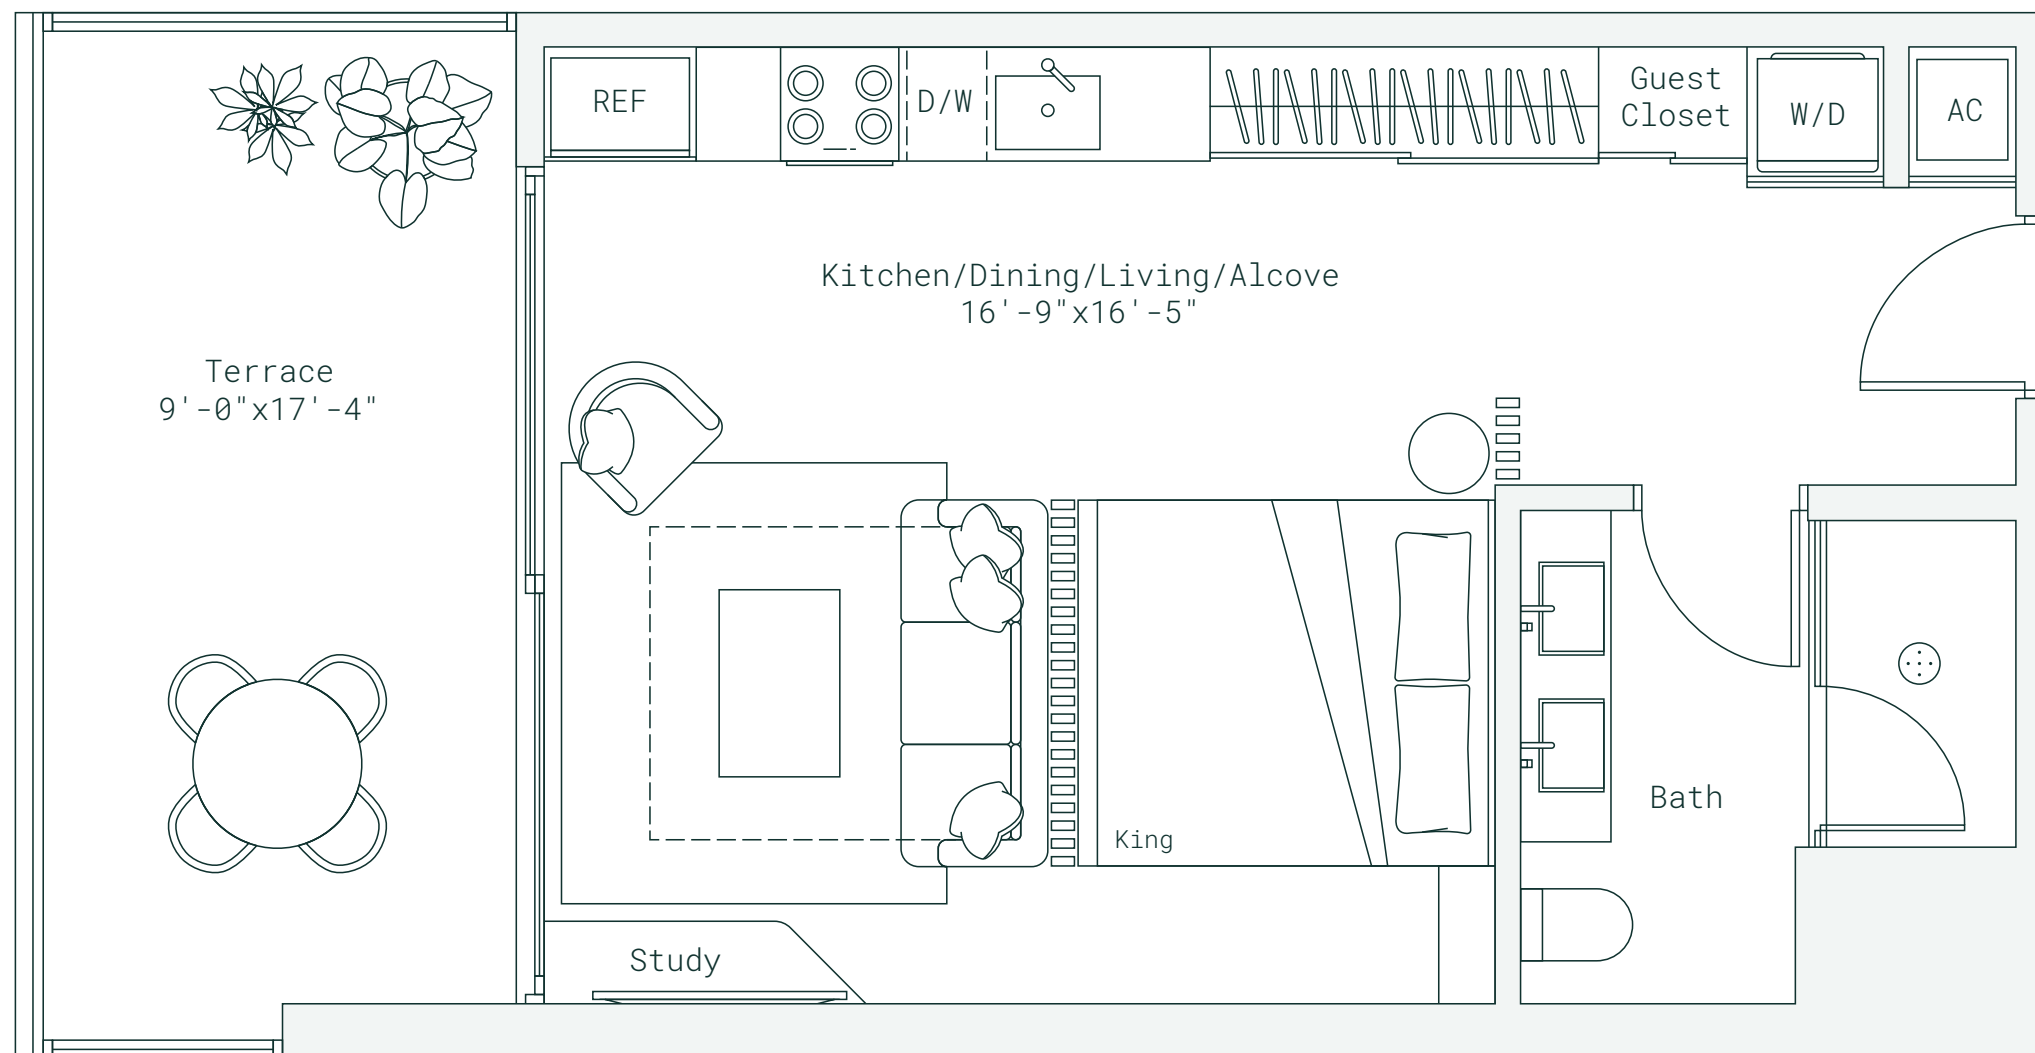 REF
D/W
Guest
Closet
W/D
AC
Kitchen/Dining/Living/Alcove
16'-9"x16'-5"
Terrace
9'-0"x17'-4"
King
Bath
Study